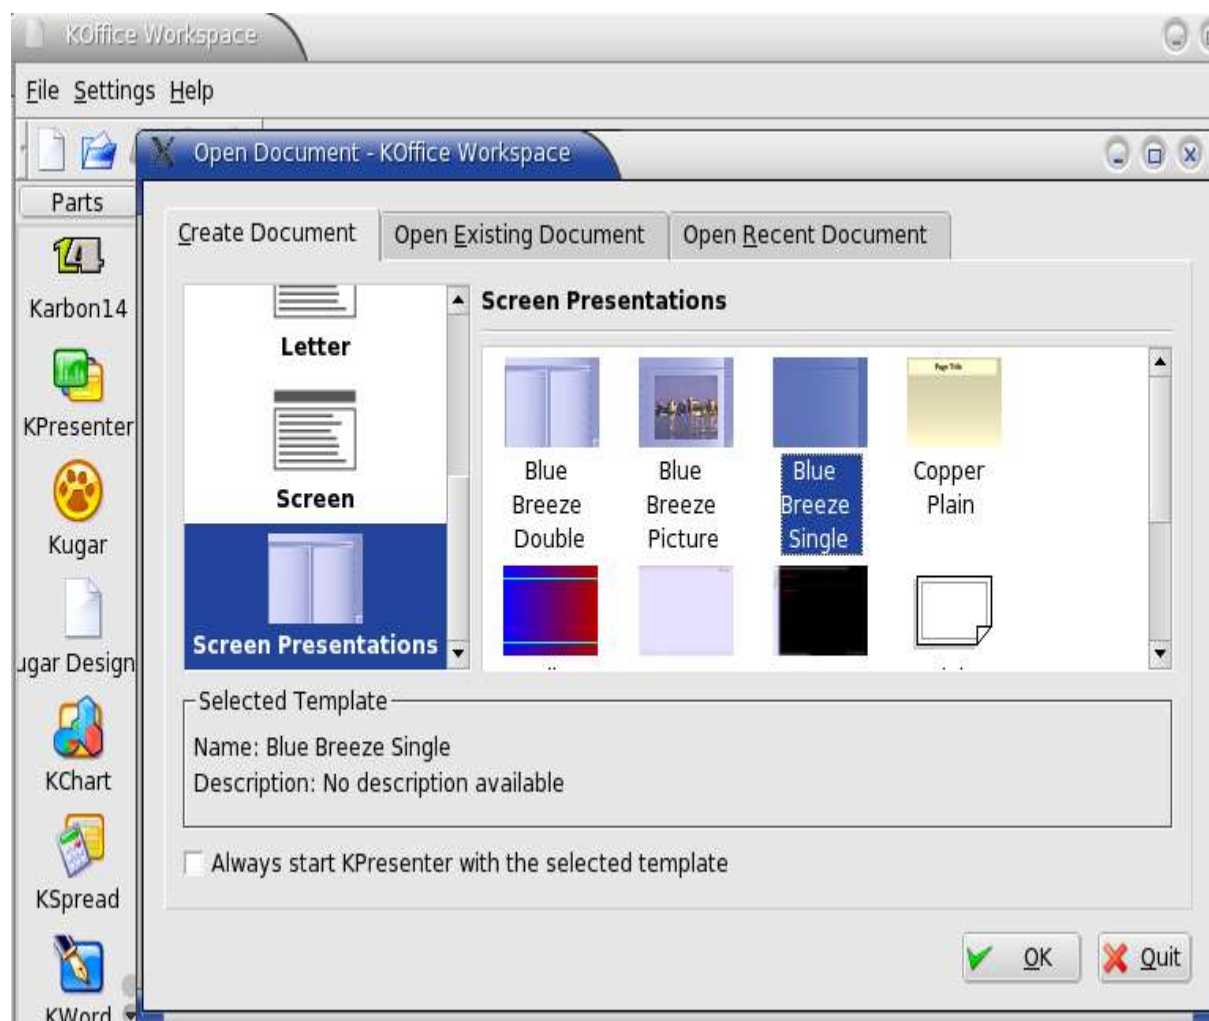 KOffice Workspace
File Settings Help
Open Document - KOffice Workspace
Parts
Create Document
Open Existing Document
Open Recent Document
Karbon14
KPresenter
Kugar
ugar Design
KChart
KSpread
KWord
Letter
Screen
Screen Presentations
Screen Presentations
Page Title
Blue
Breeze
Double
Blue
Breeze
Picture
Blue
Breeze
Single
Copper
Plain
Selected Template
Name: Blue Breeze Single
Description: No description available
Always start KPresenter with the selected template
OK
Quit